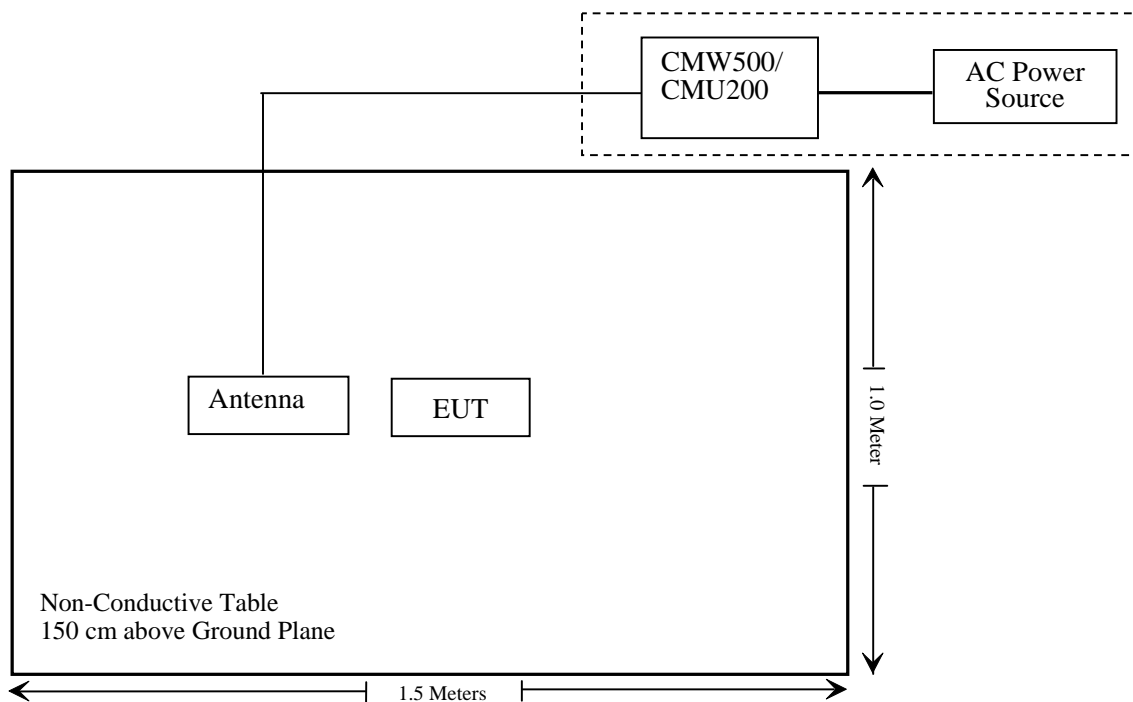 CMW500/
CMU200
AC Power
Source
Antenna
EUT
1.0 Meter
Non-Conductive Table
150 cm above Ground Plane
1.5 Meters